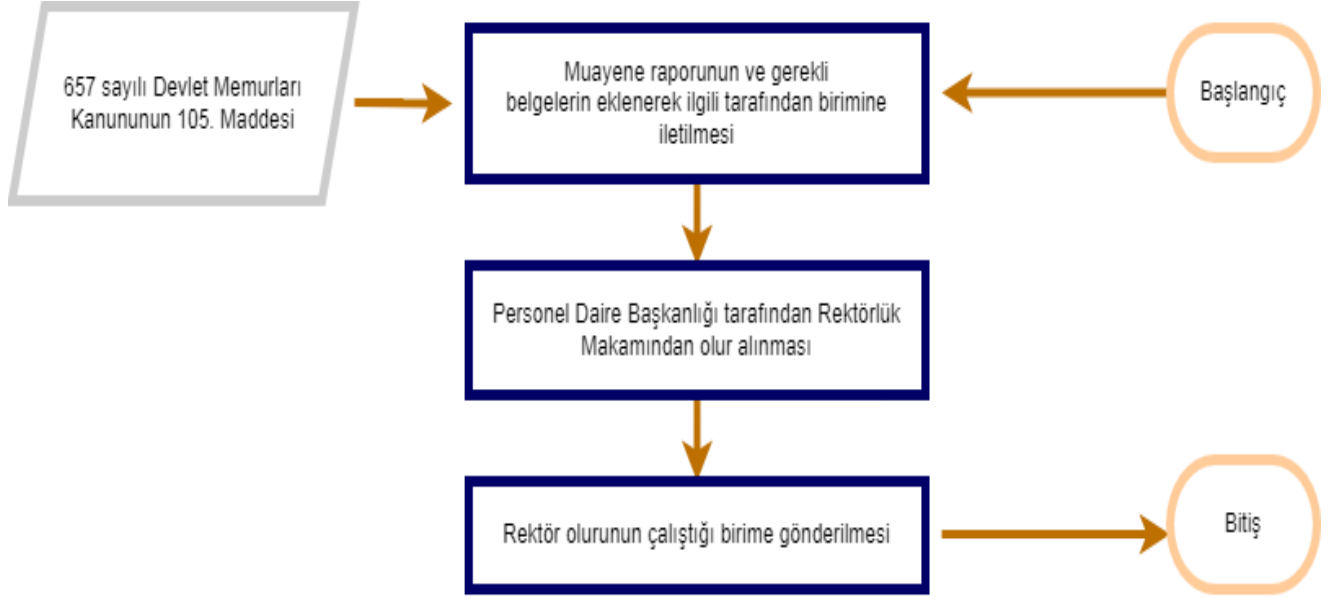 657 sayılı Devlet Memurları
Kanununun 105. Maddesi
Muayene raporunun ve gerekli
belgelerin eklenerek ilgili tarafından birimine
iletilmesi
Başlangıç
Personel Daire Başkanlığı tarafından Rektörlük
Makamından olur alınması
Rektör olurunun çalıştığı birime gönderilmesi
Bitiş